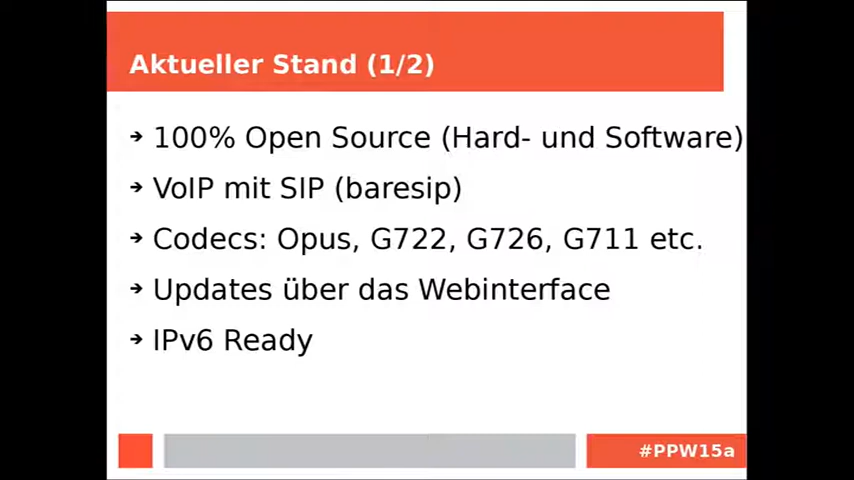 Aktueller Stand (1/2)
➔ 100% Open Source (Hard- und Software)
➔ VoIP mit SIP (baresip)
➔ Codecs: Opus, G722, G726, G711 etc.
➔ Updates über das Webinterface
➔ IPv6 Ready
#PPW15a